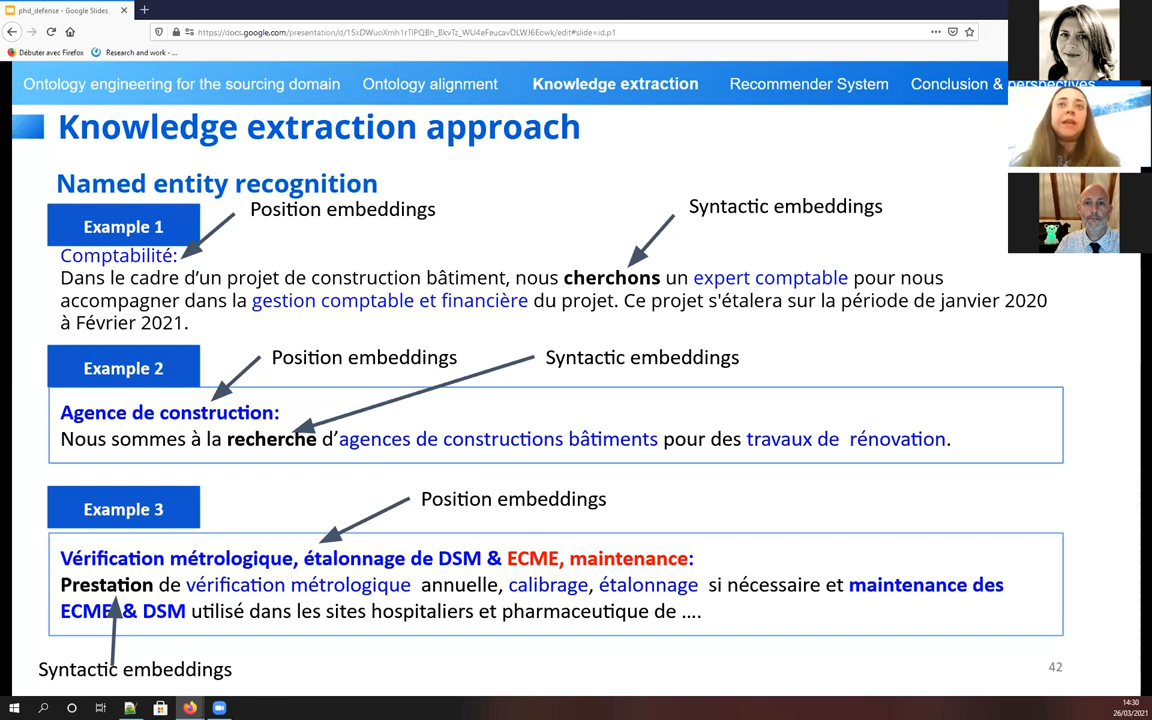 phd_defense - Google Slides
https://docs.google.com/presentation/d/15xDWuoXmh1rTIPQBh_BkvTz_WU4eFeucavDLWJ6Eowk/edit#slide=id.p1
Débuter avec Firefox Research and work - ...
Ontology engineering for the sourcing domain Ontology alignment Knowledge extraction Recommender System Conclusion & perspectives
Knowledge extraction approach
Named entity recognition
Position embeddings Syntactic embeddings
Example 1
Comptabilité:
Dans le cadre d'un projet de construction bâtiment, nous cherchons un expert comptable pour nous
accompagner dans la gestion comptable et financière du projet. Ce projet s'étalera sur la période de janvier 2020
à Février 2021.
Example 2
Position embeddings Syntactic embeddings
Agence de construction:
Nous sommes à la recherche d'agences de constructions bâtiments pour des travaux de rénovation.
Example 3
Position embeddings
Vérification métrologique, étalonnage de DSM & ECME, maintenance:
Prestation de vérification métrologique annuelle, calibrage, étalonnage si nécessaire et maintenance des
ECME & DSM utilisé dans les sites hospitaliers et pharmaceutique de ....
Syntactic embeddings
42
14:30
26/03/2021